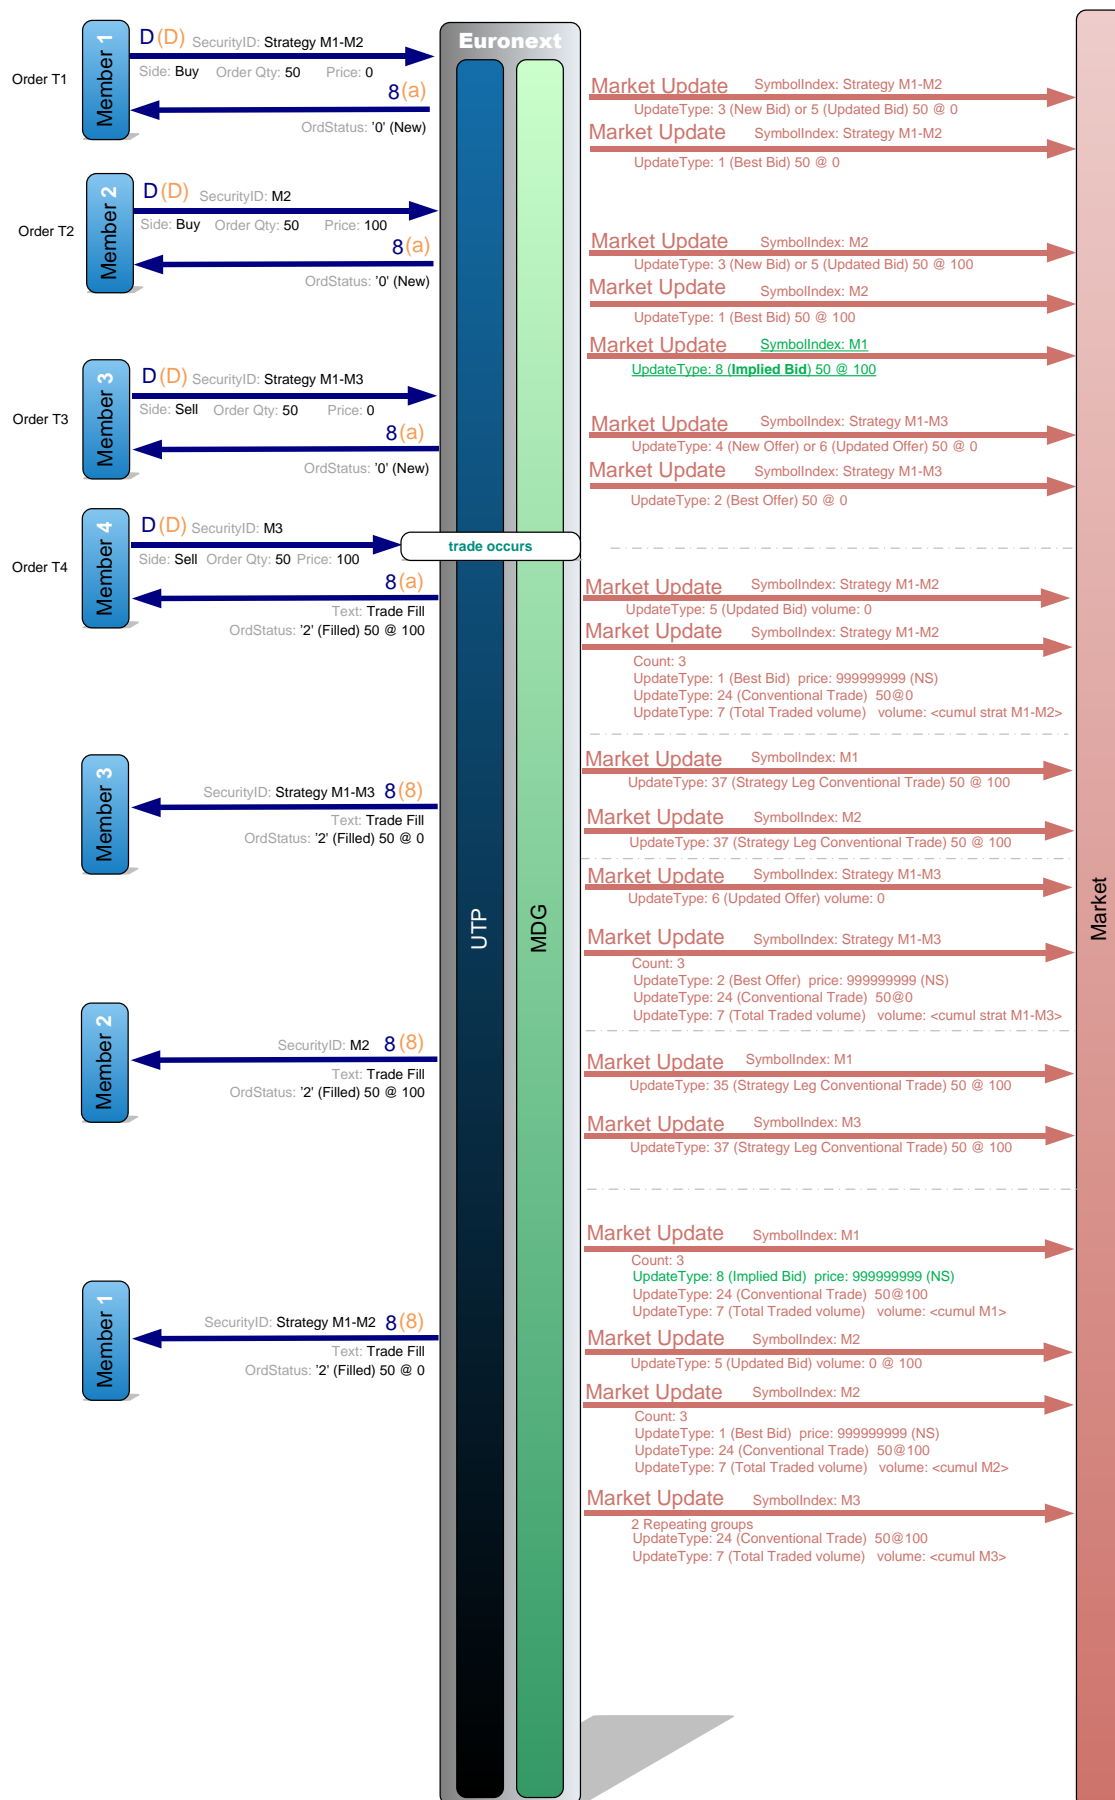 Euronext
UTP
MDG
Market
Order T1
Member 1
D(D) SecurityID: Strategy M1-M2
Side: Buy Order Qty: 50 Price: 0
8(a)
OrdStatus: '0' (New)
Market Update SymbolIndex: Strategy M1-M2
UpdateType: 3 (New Bid) or 5 (Updated Bid) 50 @ 0
Market Update SymbolIndex: Strategy M1-M2
UpdateType: 1 (Best Bid) 50 @ 0
Order T2
Member 2
D(D) SecurityID: M2
Side: Buy Order Qty: 50 Price: 100
8(a)
OrdStatus: '0' (New)
Market Update SymbolIndex: M2
UpdateType: 3 (New Bid) or 5 (Updated Bid) 50 @ 100
Market Update SymbolIndex: M2
UpdateType: 1 (Best Bid) 50 @ 100
Market Update SymbolIndex: M1
UpdateType: 8 (Implied Bid) 50 @ 100
Order T3
Member 3
D(D) SecurityID: Strategy M1-M3
Side: Sell Order Qty: 50 Price: 0
8(a)
OrdStatus: '0' (New)
Market Update SymbolIndex: Strategy M1-M3
UpdateType: 4 (New Offer) or 6 (Updated Offer) 50 @ 0
Market Update SymbolIndex: Strategy M1-M3
UpdateType: 2 (Best Offer) 50 @ 0
Order T4
Member 4
D(D) SecurityID: M3
Side: Sell Order Qty: 50 Price: 100
trade occurs
8(a)
Text: Trade Fill
OrdStatus: '2' (Filled) 50 @ 100
Market Update SymbolIndex: Strategy M1-M2
UpdateType: 5 (Updated Bid) volume: 0
Market Update SymbolIndex: Strategy M1-M2
Count: 3
UpdateType: 1 (Best Bid) price: 999999999 (NS)
UpdateType: 24 (Conventional Trade) 50@0
UpdateType: 7 (Total Traded volume) volume: <cumul strat M1-M2>
Member 3
SecurityID: Strategy M1-M3 8(8)
Text: Trade Fill
OrdStatus: '2' (Filled) 50 @ 0
Market Update SymbolIndex: M1
UpdateType: 37 (Strategy Leg Conventional Trade) 50 @ 100
Market Update SymbolIndex: M2
UpdateType: 37 (Strategy Leg Conventional Trade) 50 @ 100
Market Update SymbolIndex: Strategy M1-M3
UpdateType: 6 (Updated Offer) volume: 0
Market Update SymbolIndex: Strategy M1-M3
Count: 3
UpdateType: 2 (Best Offer) price: 999999999 (NS)
UpdateType: 24 (Conventional Trade) 50@0
UpdateType: 7 (Total Traded volume) volume: <cumul strat M1-M3>
Member 2
SecurityID: M2 8(8)
Text: Trade Fill
OrdStatus: '2' (Filled) 50 @ 100
Market Update SymbolIndex: M1
UpdateType: 35 (Strategy Leg Conventional Trade) 50 @ 100
Market Update SymbolIndex: M3
UpdateType: 37 (Strategy Leg Conventional Trade) 50 @ 100
Member 1
SecurityID: Strategy M1-M2 8(8)
Text: Trade Fill
OrdStatus: '2' (Filled) 50 @ 0
Market Update SymbolIndex: M1
Count: 3
UpdateType: 8 (Implied Bid) price: 999999999 (NS)
UpdateType: 24 (Conventional Trade) 50@100
UpdateType: 7 (Total Traded volume) volume: <cumul M1>
Market Update SymbolIndex: M2
UpdateType: 5 (Updated Bid) volume: 0 @ 100
Market Update SymbolIndex: M2
Count: 3
UpdateType: 1 (Best Bid) price: 999999999 (NS)
UpdateType: 24 (Conventional Trade) 50@100
UpdateType: 7 (Total Traded volume) volume: <cumul M2>
Market Update SymbolIndex: M3
2 Repeating groups
UpdateType: 24 (Conventional Trade) 50@100
UpdateType: 7 (Total Traded volume) volume: <cumul M3>